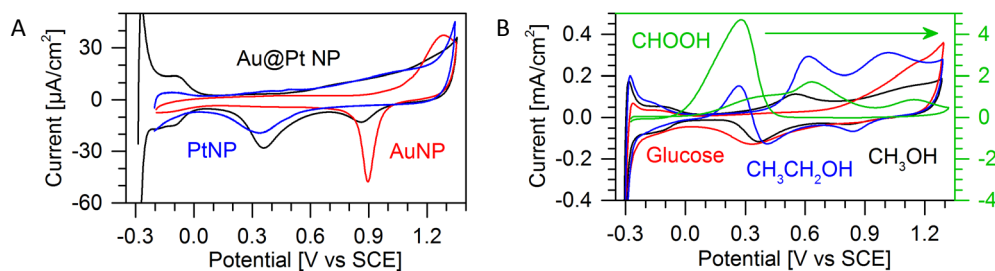 A
Current [µA/cm²]
30
0
-30
-60
Au@Pt NP
PtNP
AuNP
-0.3 0.0 0.3 0.6 0.9 1.2
Potential [V vs SCE]
B
Current [mA/cm²]
0.4
0.2
0.0
-0.2
-0.4
CHOOH
Glucose
CH₃CH₂OH
CH₃OH
4
2
0
-2
-4
-0.3 0.0 0.3 0.6 0.9 1.2
Potential [V vs SCE]